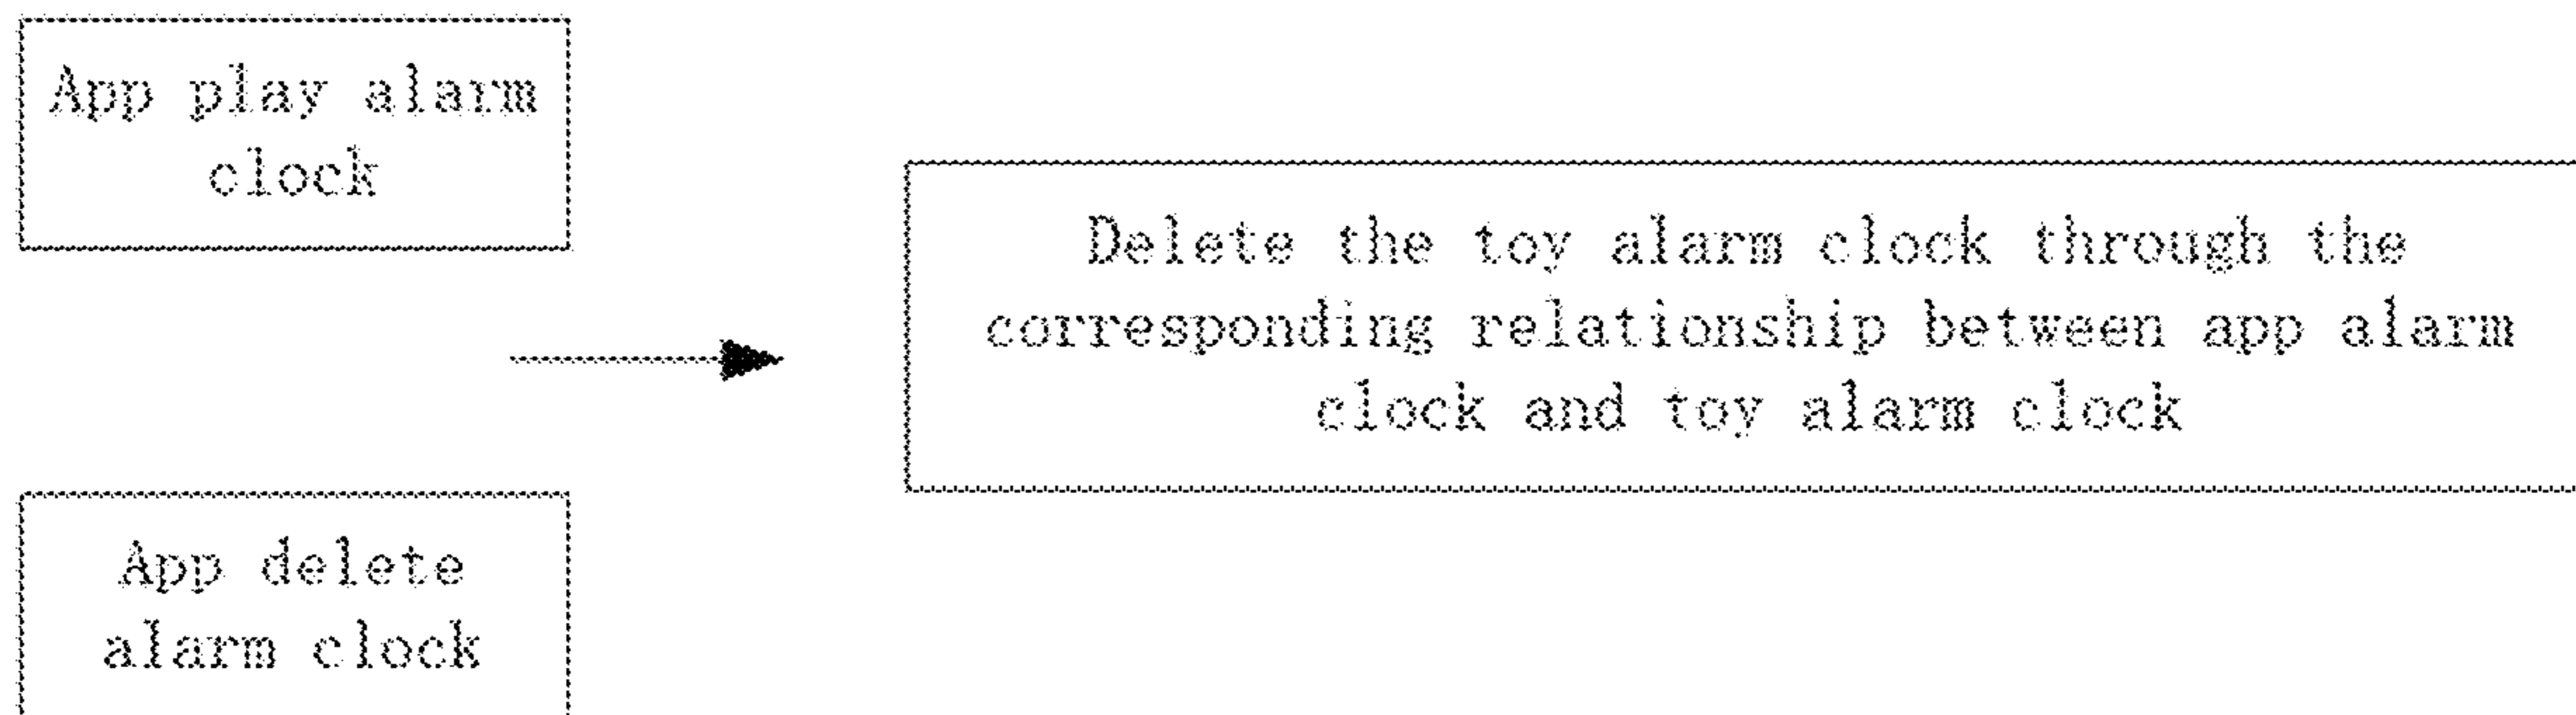 App play alarm
clock
Delete the toy alarm clock through the
corresponding relationship between app alarm
clock and toy alarm clock
App delete
alarm clock